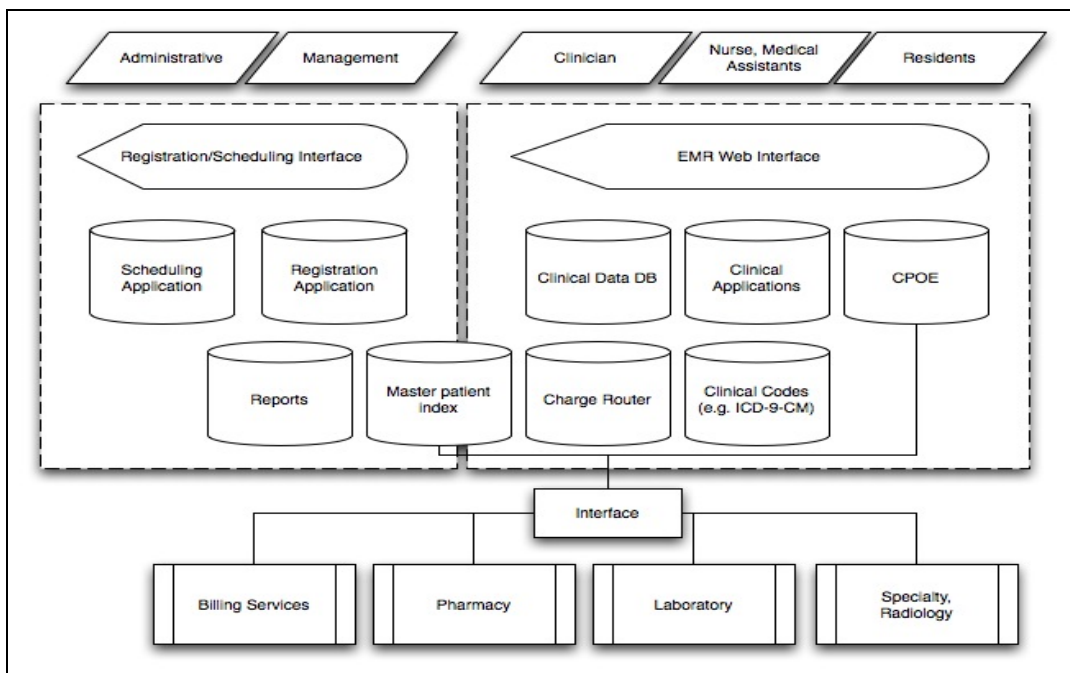 Administrative
Management
Clinician
Nurse, Medical
Assistants
Residents
Registration/Scheduling Interface
EMR Web Interface
Scheduling
Application
Registration
Application
Clinical Data DB
Clinical
Applications
CPOE
Reports
Master patient
index
Charge Router
Clinical Codes
(e.g. ICD-9-CM)
Interface
Billing Services
Pharmacy
Laboratory
Specialty,
Radiology